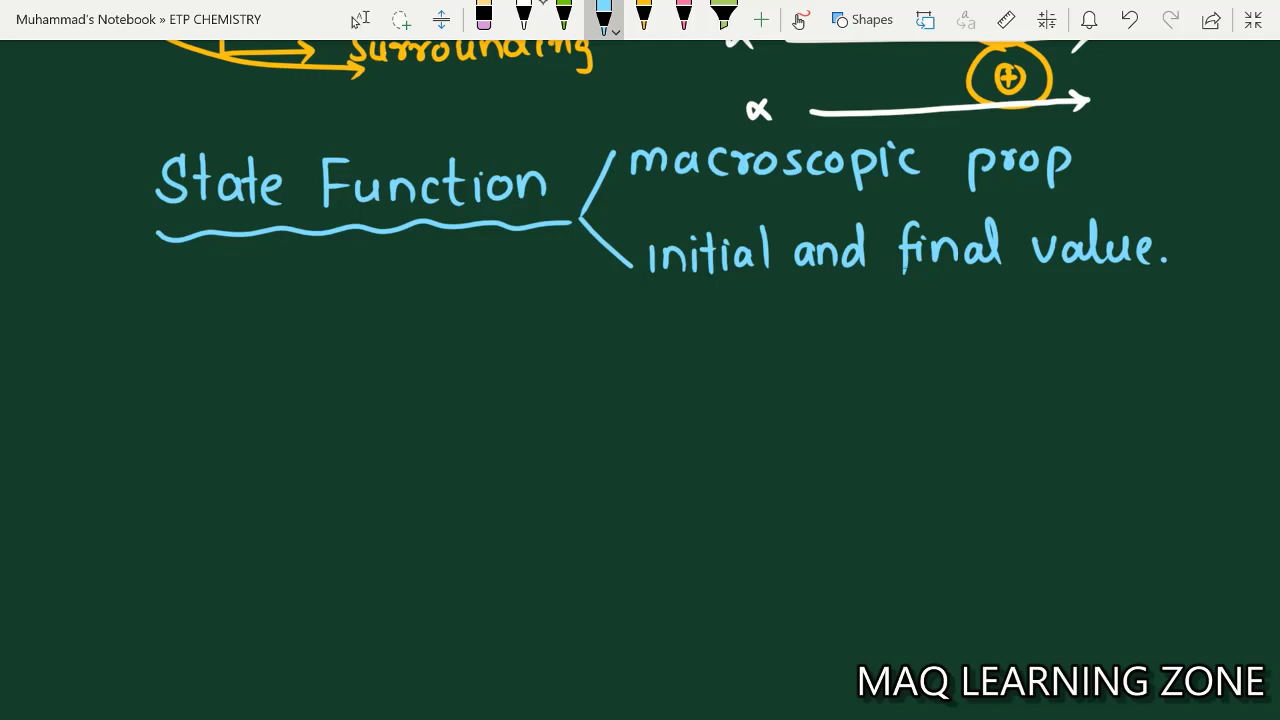 Muhammad's Notebook » ETP CHEMISTRY
Shapes
surrounding
α
α
State Function
macroscopic prop
initial and final value.
MAQ LEARNING ZONE